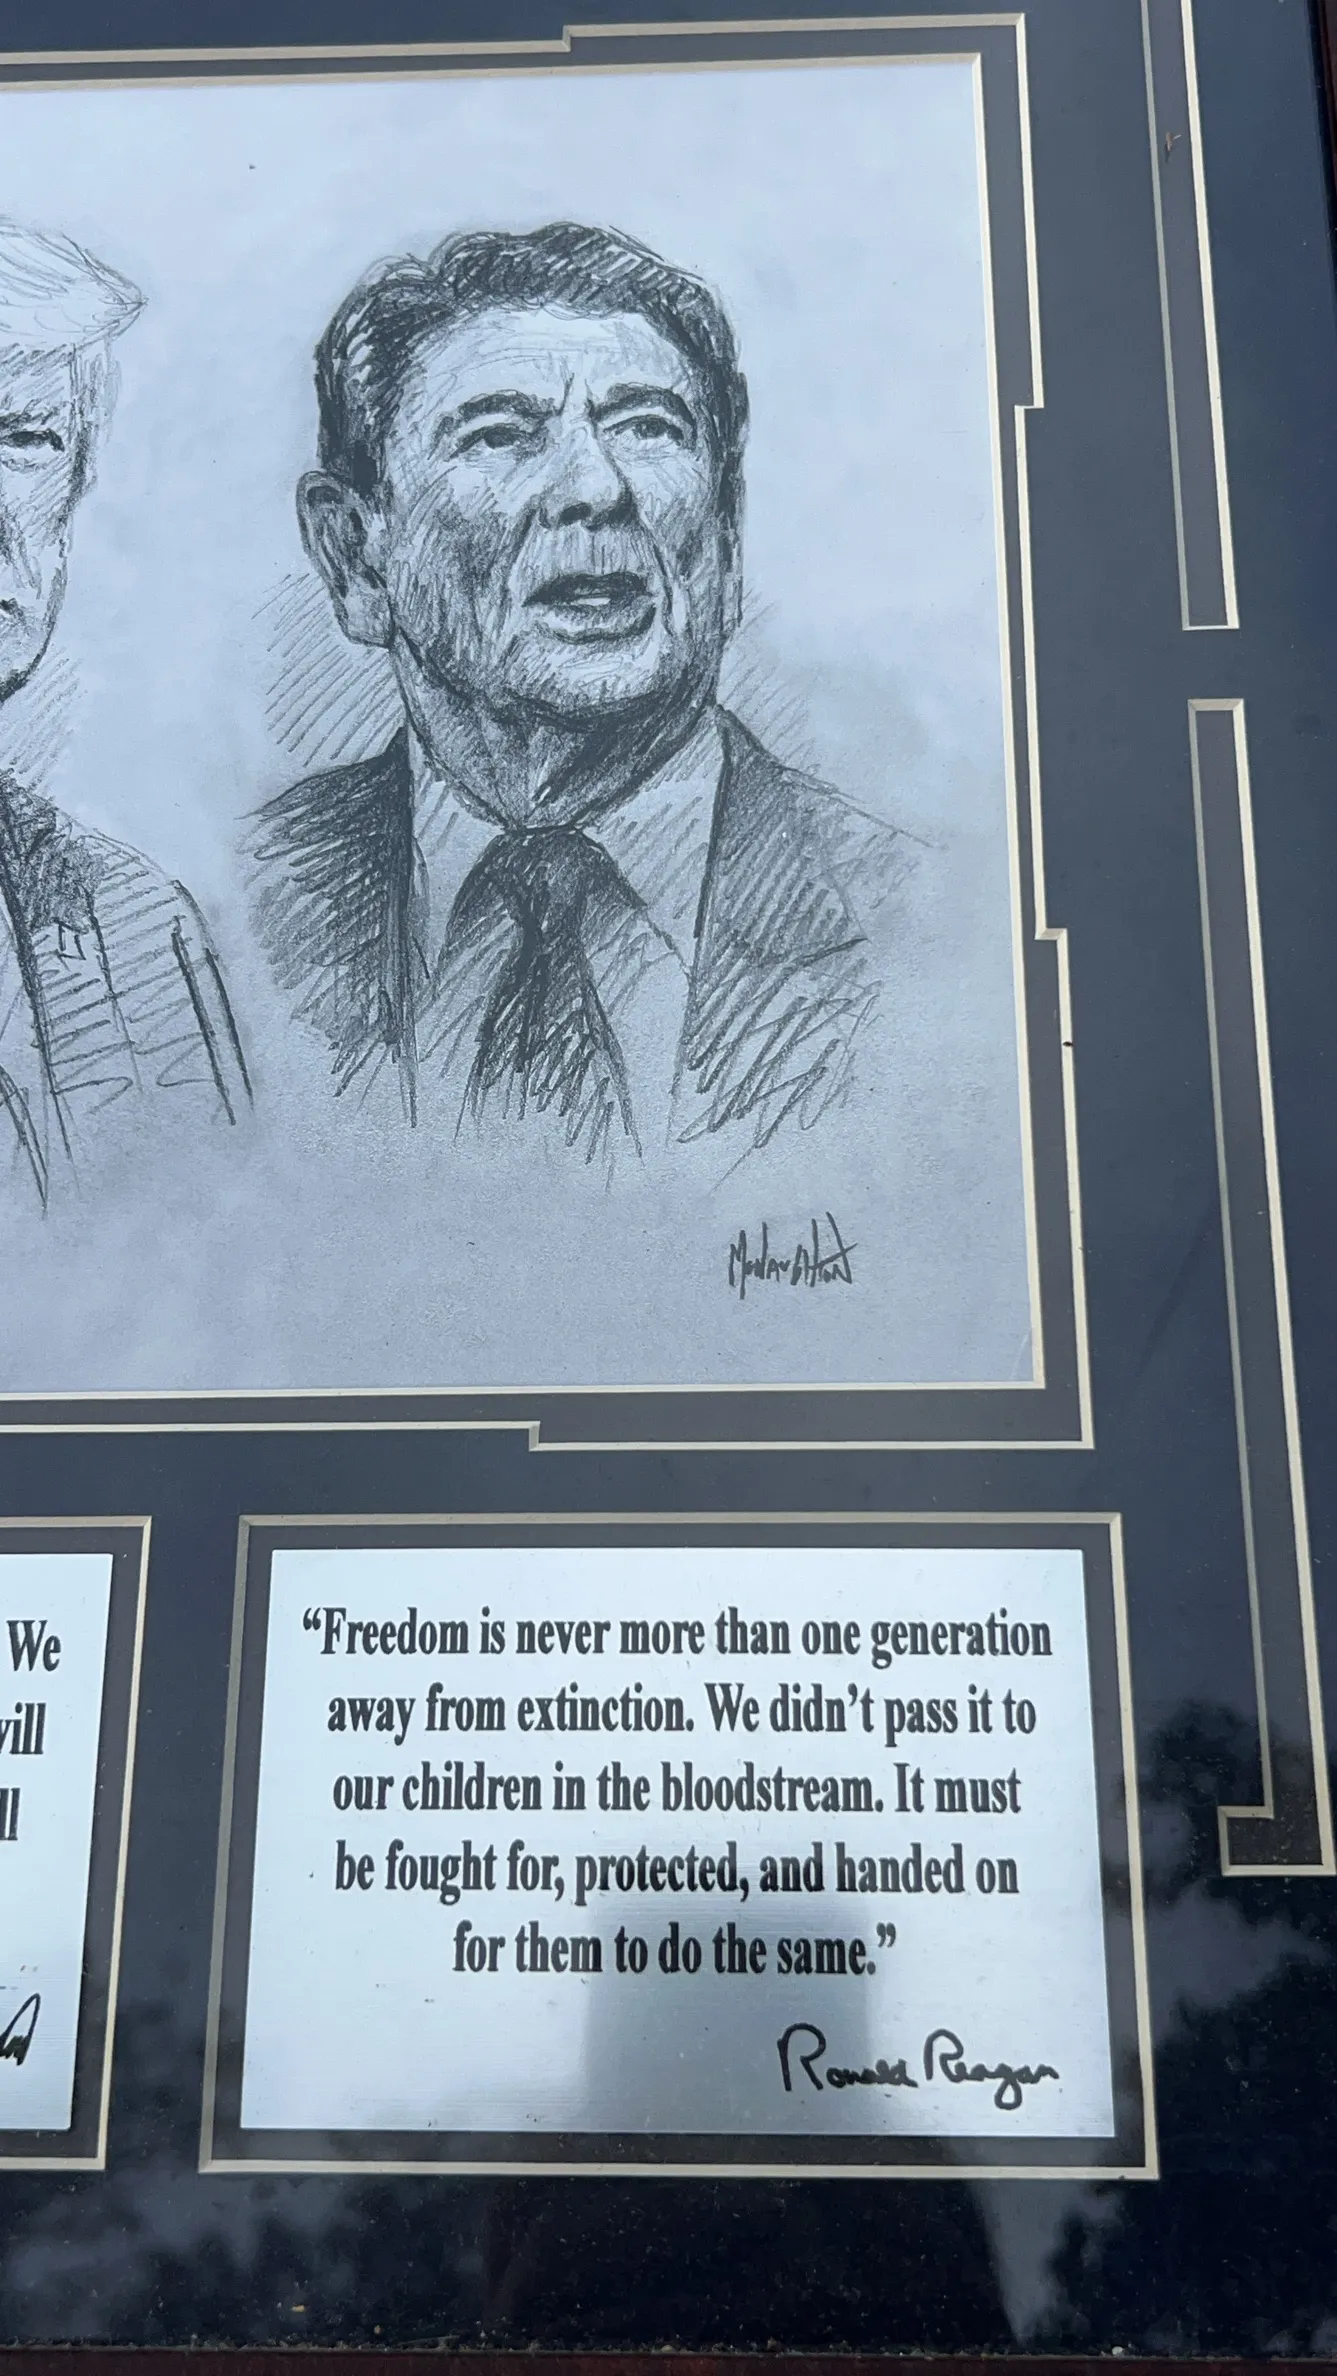 McNaughton
We
will
“Freedom is never more than one generation
away from extinction. We didn’t pass it to
our children in the bloodstream. It must
be fought for, protected, and handed on
for them to do the same.”
Ronald Reagan